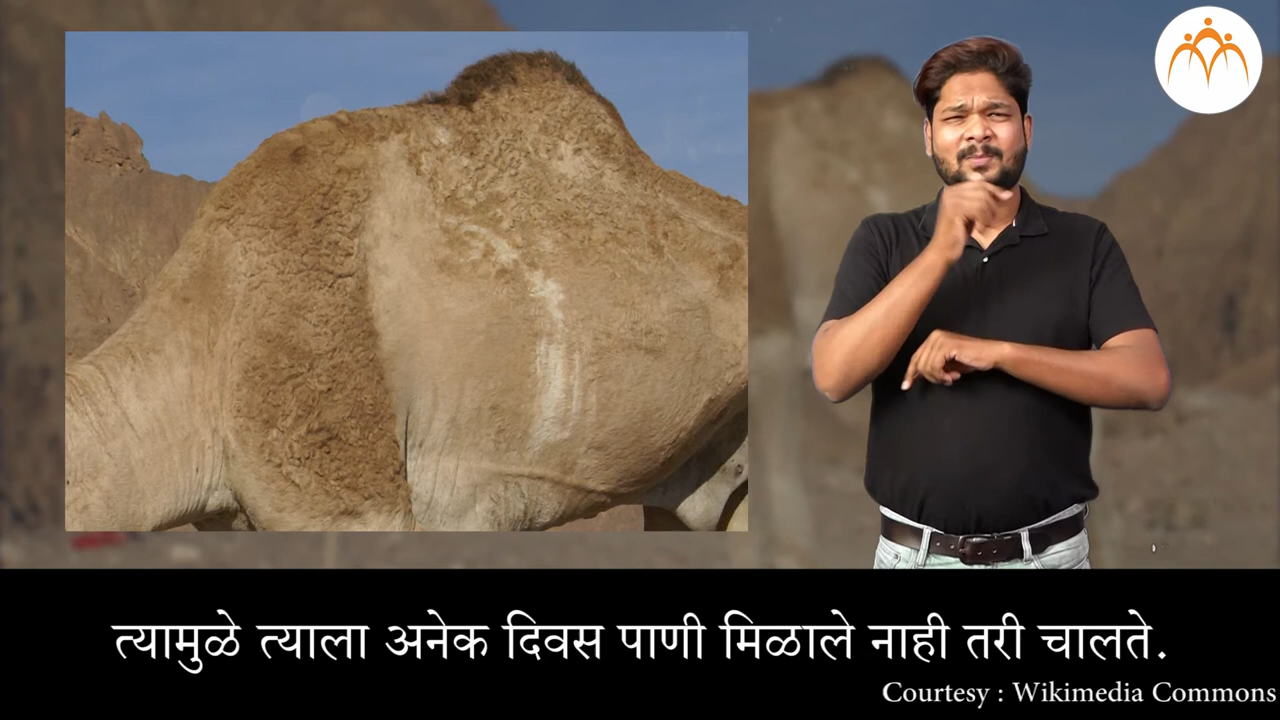 त्यामुळे त्याला अनेक दिवस पाणी मिळाले नाही तरी चालते.
Courtesy : Wikimedia Commons